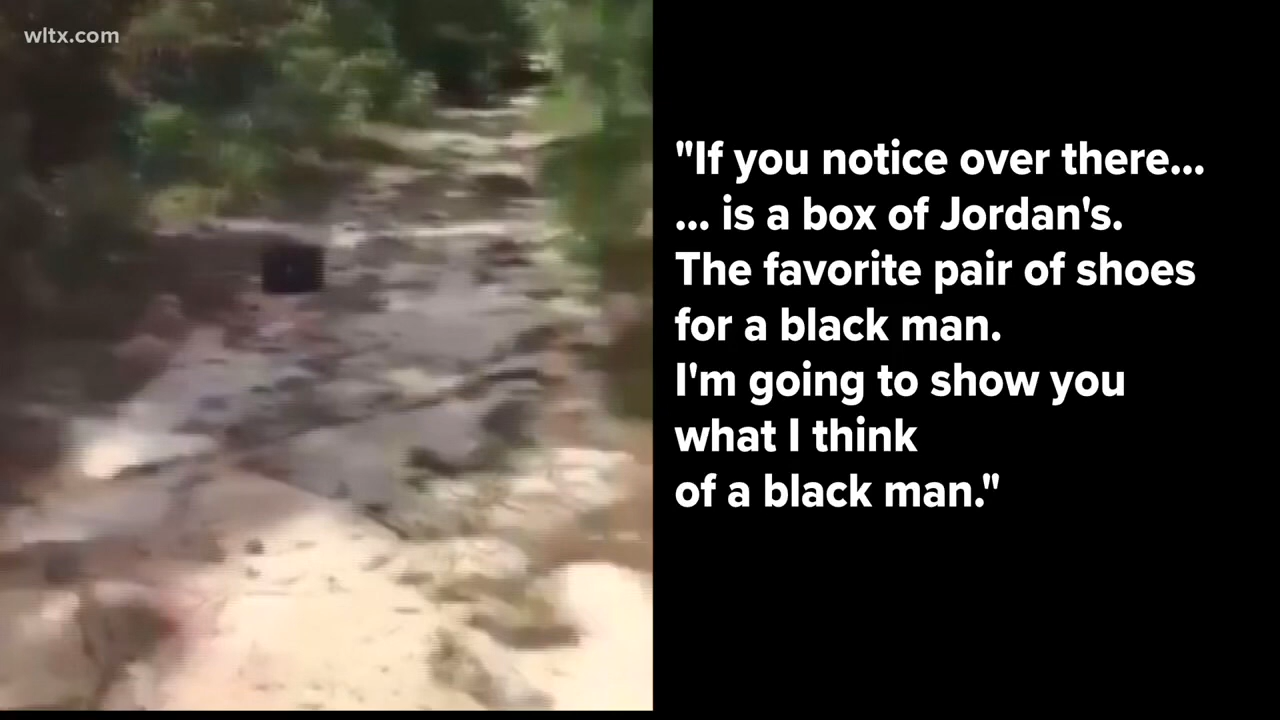 wltx.com
"If you notice over there...
... is a box of Jordan's.
The favorite pair of shoes
for a black man.
I'm going to show you
what I think
of a black man."